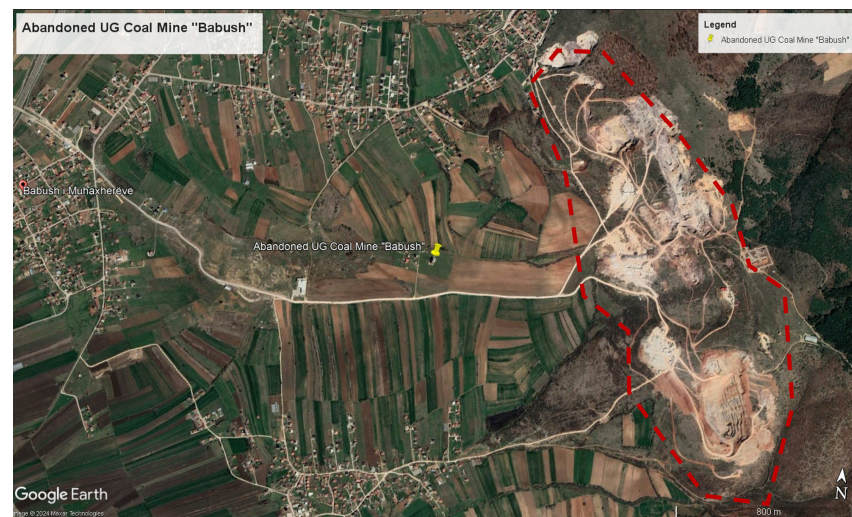 Abandoned UG Coal Mine "Babush"
Legend
Abandoned UG Coal Mine "Babush"
Babush i Muhaxherëve
Abandoned UG Coal Mine "Babush"
Google Earth
Image © 2024 Maxar Technologies
N
800 m